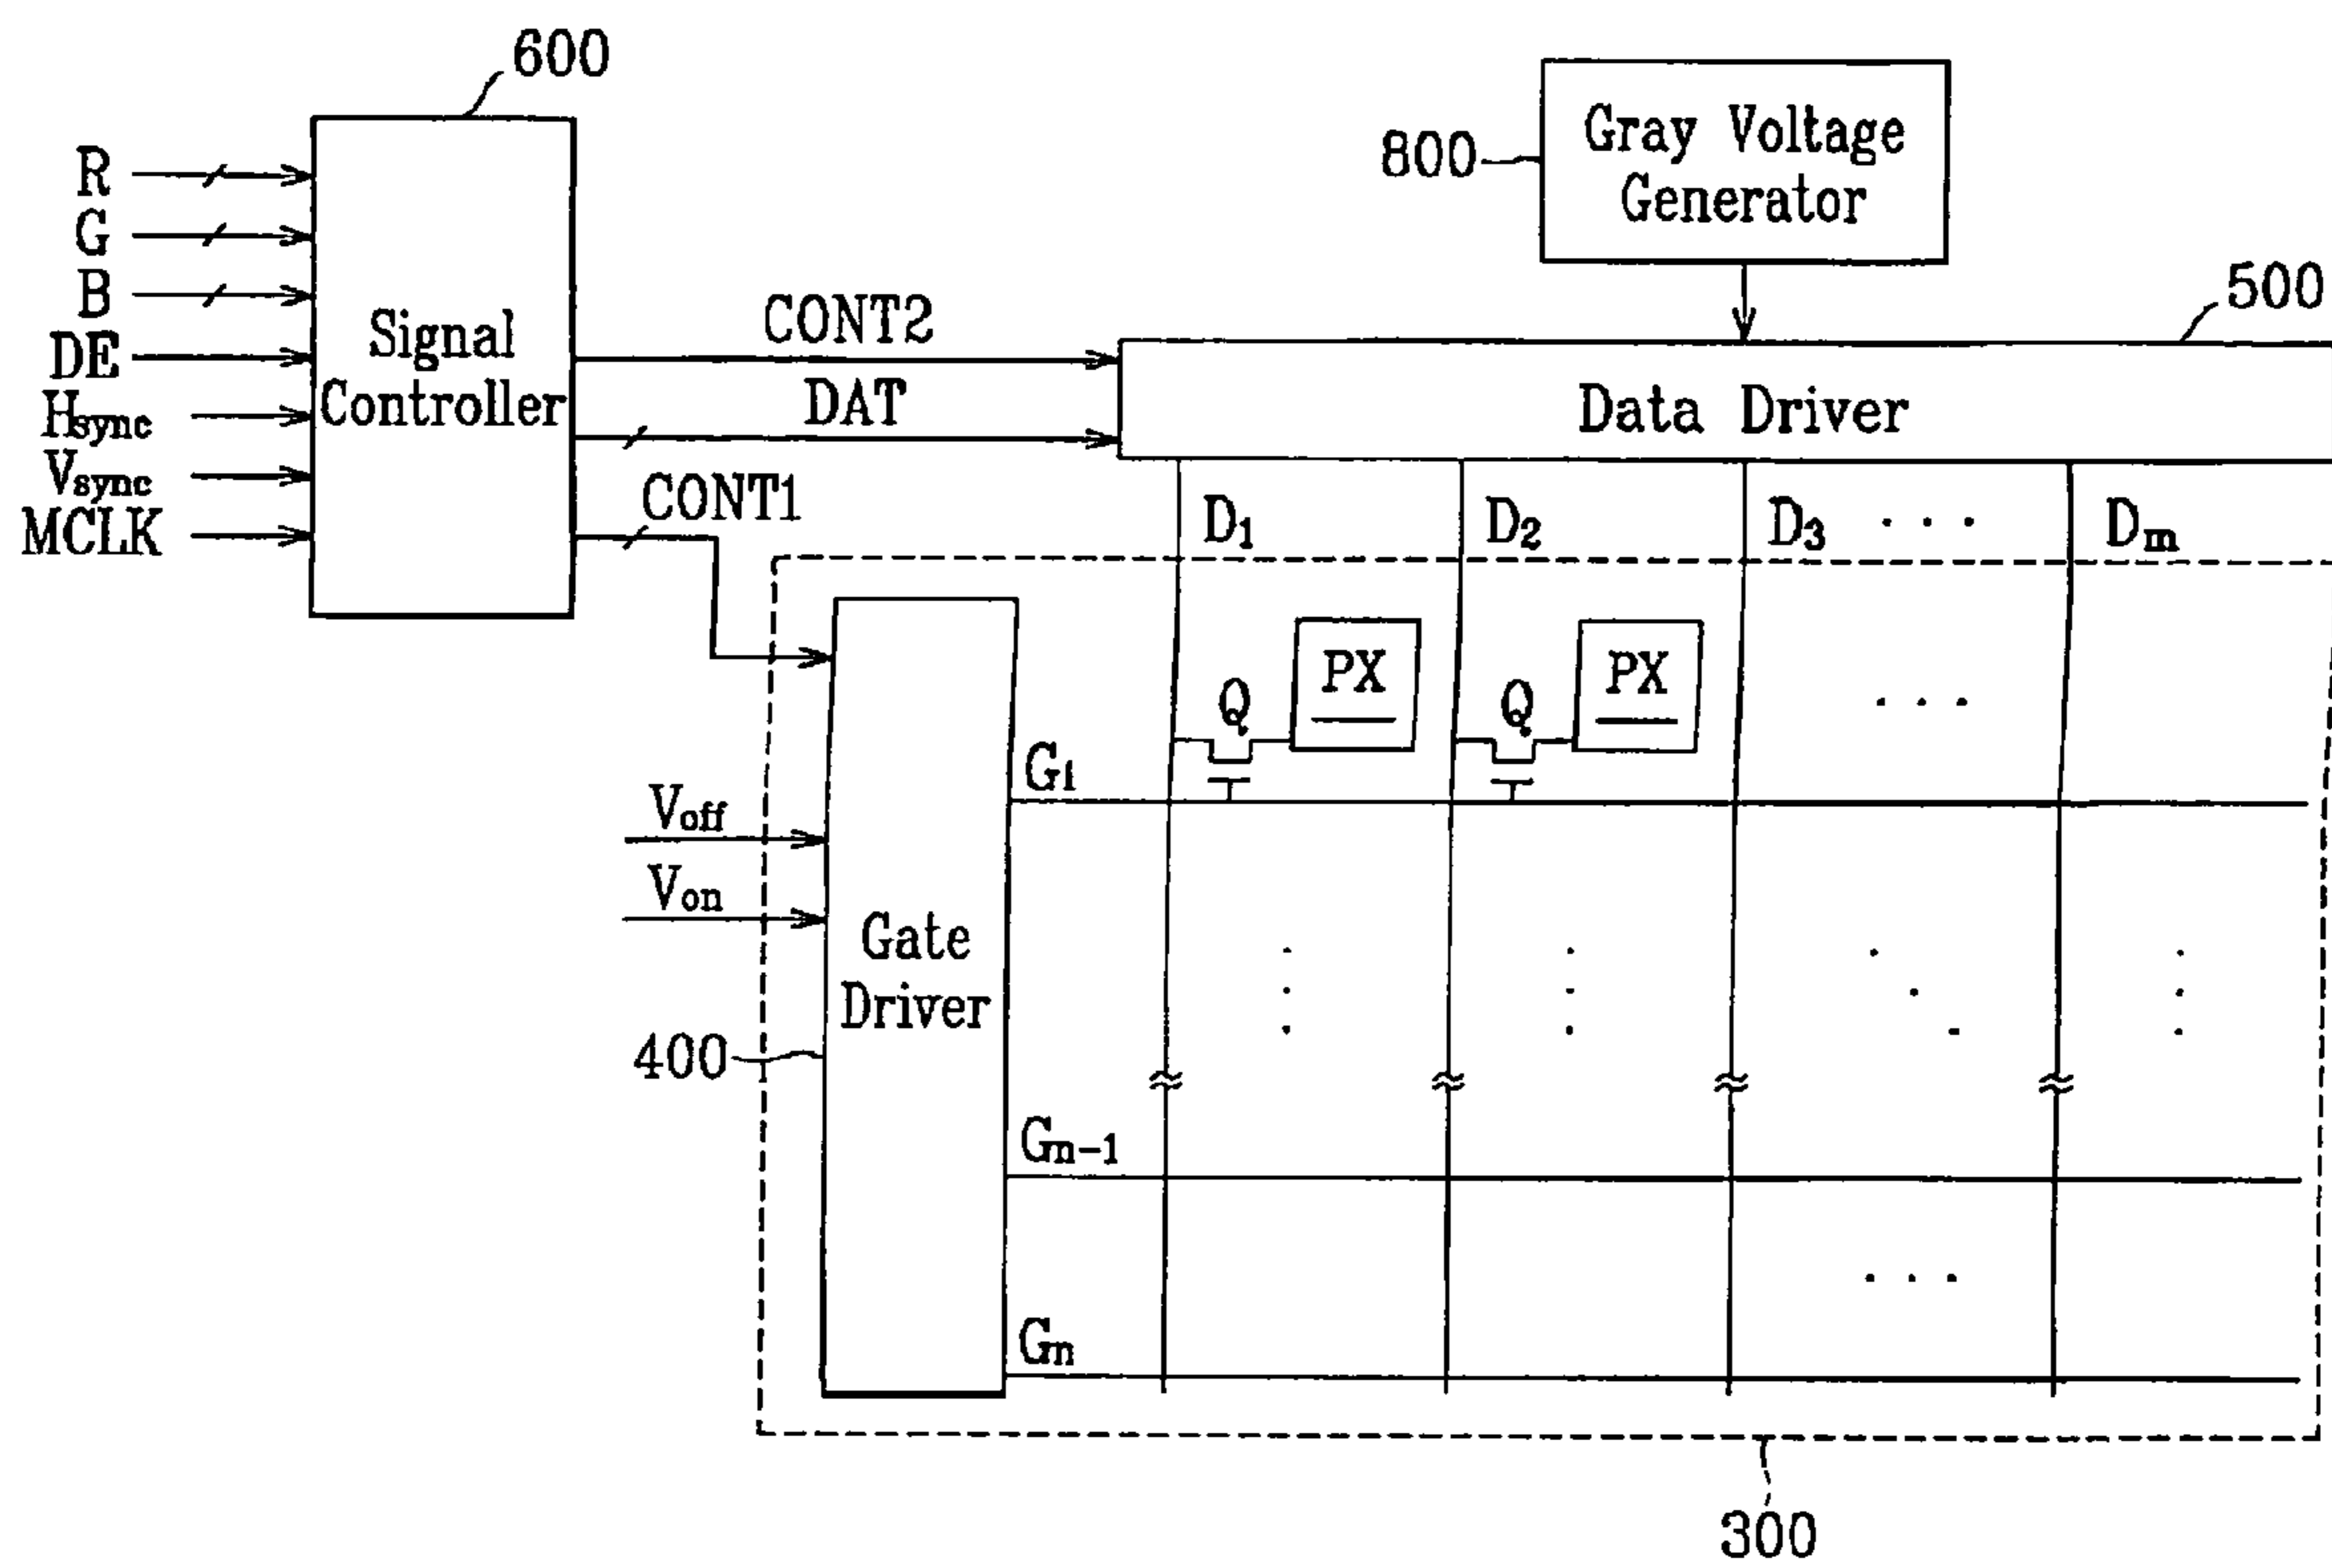 600
R
G
B
DE
Hsync
Vsync
MCLK
Signal
Controller
CONT2
DAT
CONT1
800
Gray Voltage
Generator
500
Data Driver
D1 D2 D3 . . . Dm
Q PX Q PX . . .
G1
Voff
Von
Gate
Driver
400
Gn-1
Gn
300